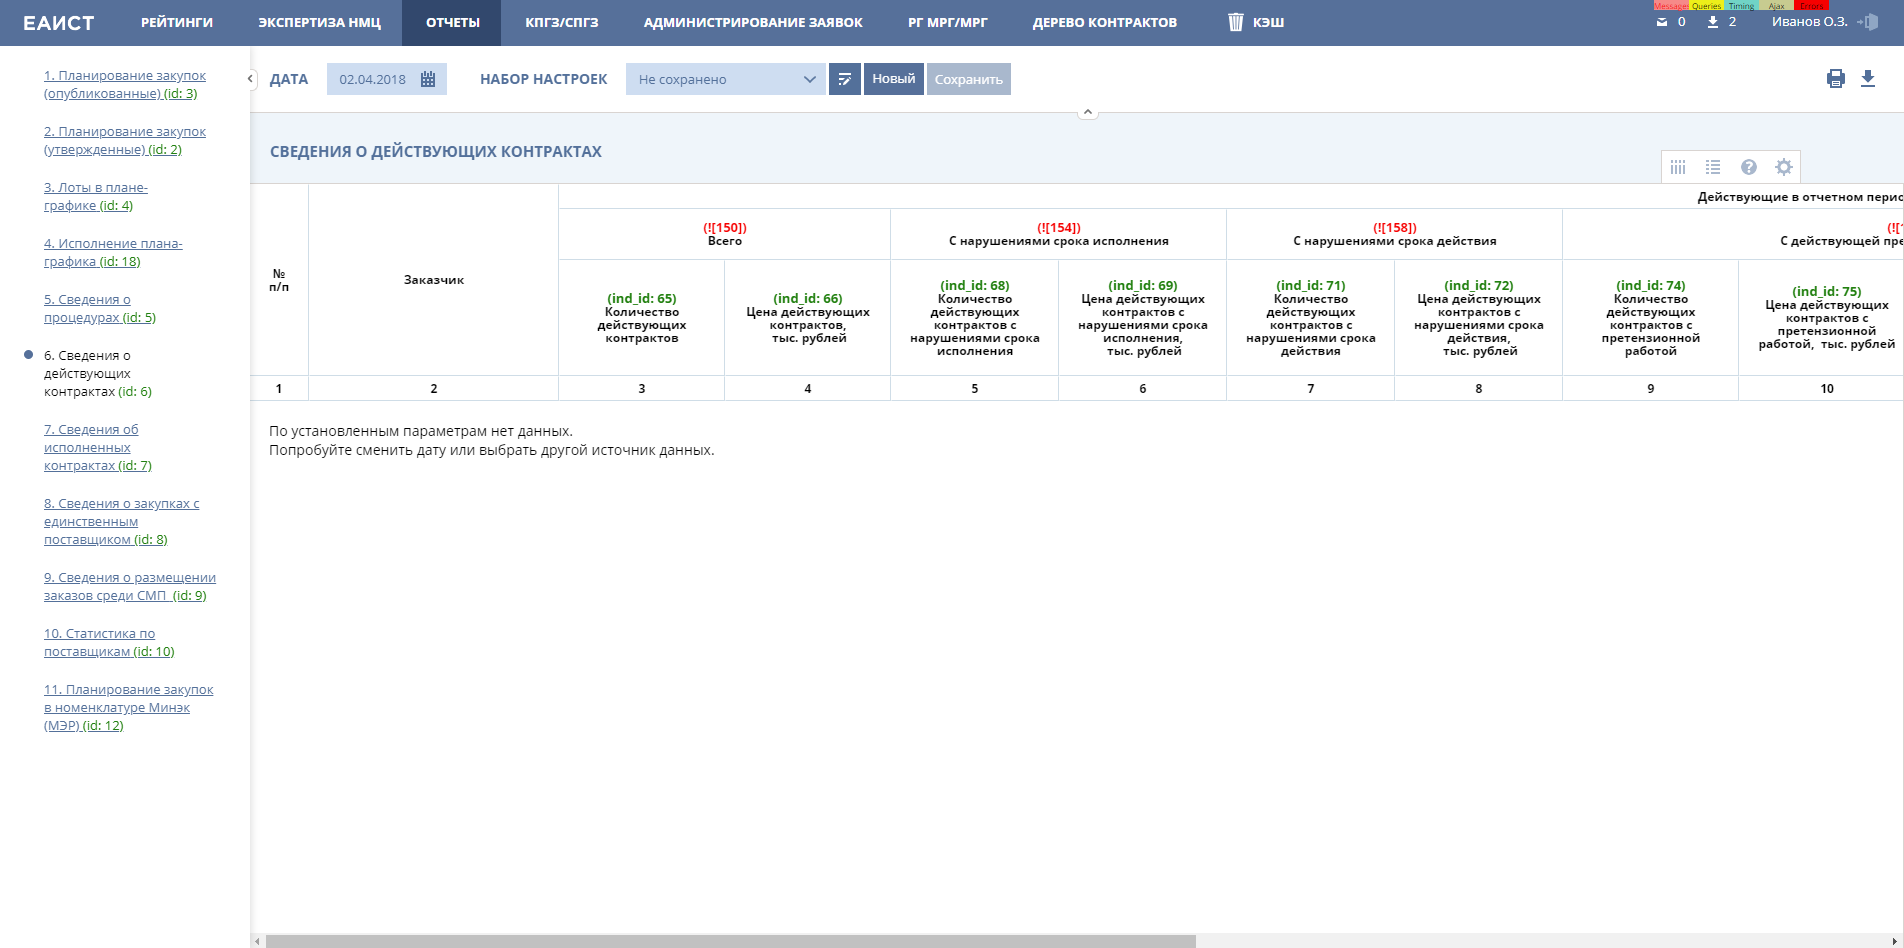 ЕАИСТ
РЕЙТИНГИ
ЭКСПЕРТИЗА НМЦ
ОТЧЕТЫ
КПГЗ/СПГЗ
АДМИНИСТРИРОВАНИЕ ЗАЯВОК
РГ МРГ/МРГ
ДЕРЕВО КОНТРАКТОВ
КЭШ
Messages Queries Timing Ajax Errors
0 2 Иванов О.З.
1. Планирование закупок
(опубликованные) (id: 3)
2. Планирование закупок
(утвержденные) (id: 2)
3. Лоты в плане-
графике (id: 4)
4. Исполнение плана-
графика (id: 18)
5. Сведения о
процедурах (id: 5)
6. Сведения о
действующих
контрактах (id: 6)
7. Сведения об
исполненных
контрактах (id: 7)
8. Сведения о закупках с
единственным
поставщиком (id: 8)
9. Сведения о размещении
заказов среди СМП (id: 9)
10. Статистика по
поставщикам (id: 10)
11. Планирование закупок
в номенклатуре Минэк
(МЭР) (id: 12)
ДАТА
02.04.2018
НАБОР НАСТРОЕК
Не сохранено
Новый
Сохранить
СВЕДЕНИЯ О ДЕЙСТВУЮЩИХ КОНТРАКТАХ
№
п/п
Заказчик
Действующие в отчетном перио
(![150])
Всего
(![154])
С нарушениями срока исполнения
(![158])
С нарушениями срока действия
(![1
С действующей пре
(ind_id: 65)
Количество
действующих
контрактов
(ind_id: 66)
Цена действующих
контрактов,
тыс. рублей
(ind_id: 68)
Количество
действующих
контрактов с
нарушениями срока
исполнения
(ind_id: 69)
Цена действующих
контрактов с
нарушениями срока
исполнения,
тыс. рублей
(ind_id: 71)
Количество
действующих
контрактов с
нарушениями срока
действия
(ind_id: 72)
Цена действующих
контрактов с
нарушениями срока
действия,
тыс. рублей
(ind_id: 74)
Количество
действующих
контрактов с
претензионной
работой
(ind_id: 75)
Цена действующих
контрактов с
претензионной
работой, тыс. рублей
1 2 3 4 5 6 7 8 9 10
По установленным параметрам нет данных.
Попробуйте сменить дату или выбрать другой источник данных.